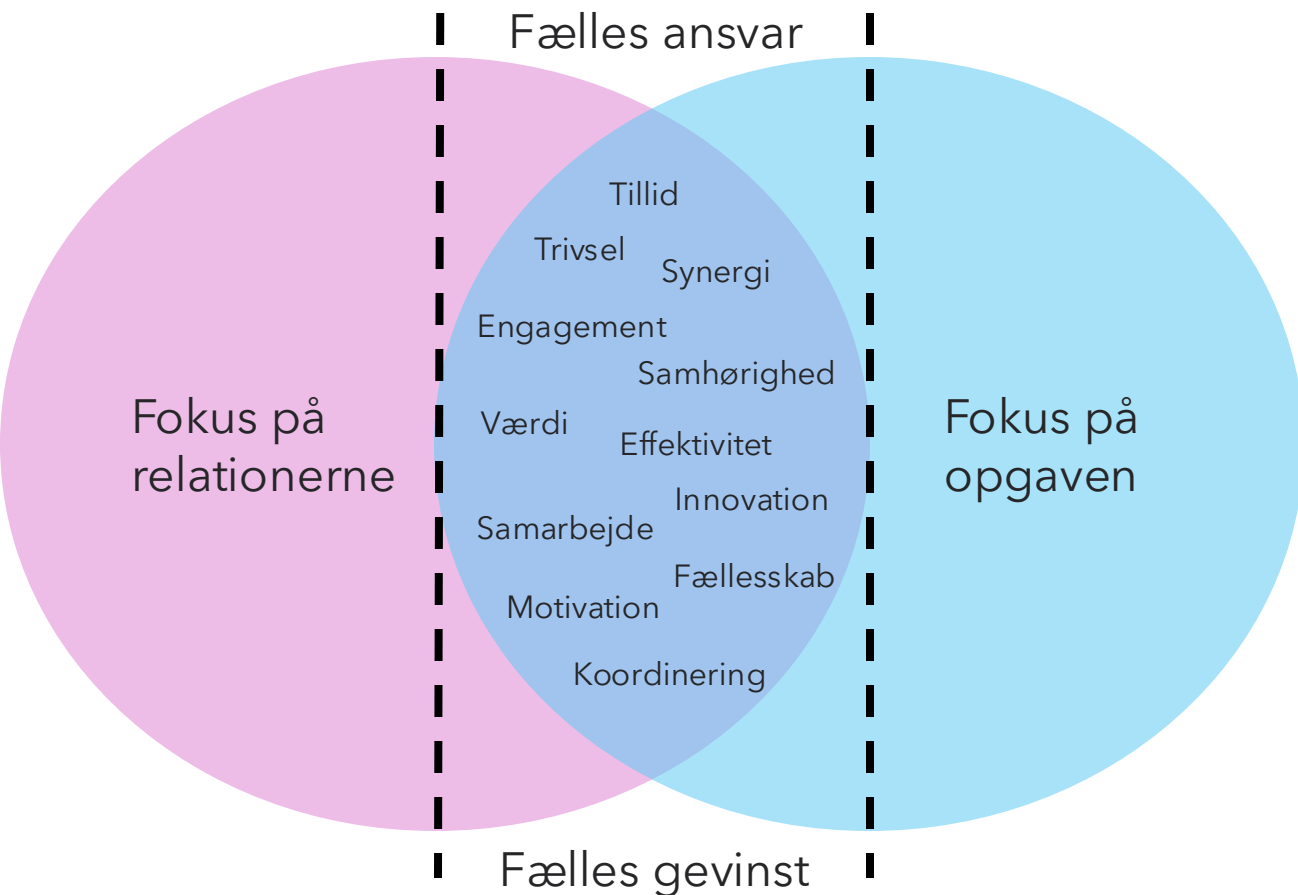 Fælles ansvar
Tillid
Trivsel
Synergi
Engagement
Samhørighed
Fokus på
relationerne
Værdi
Effektivitet
Innovation
Samarbejde
Fællesskab
Motivation
Koordinering
Fokus på
opgaven
Fælles gevinst